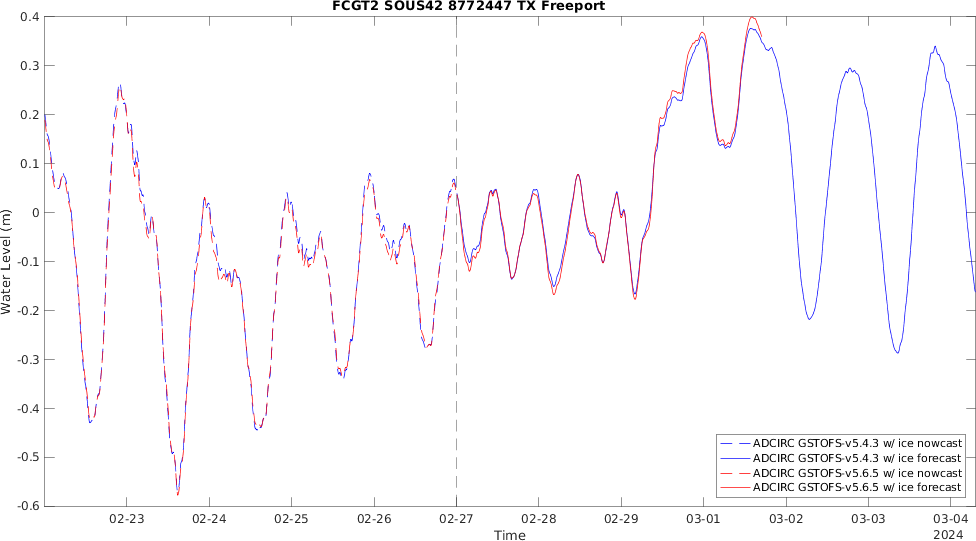 FCGT2 SOUS42 8772447 TX Freeport
0.4
0.3
0.2
0.1
0
-0.1
-0.2
-0.3
-0.4
-0.5
-0.6
Water Level (m)
ADCIRC GSTOFS-v5.4.3 w/ ice nowcast
ADCIRC GSTOFS-v5.4.3 w/ ice forecast
ADCIRC GSTOFS-v5.6.5 w/ ice nowcast
ADCIRC GSTOFS-v5.6.5 w/ ice forecast
02-23 02-24 02-25 02-26 02-27 02-28 02-29 03-01 03-02 03-03 03-04
Time 2024